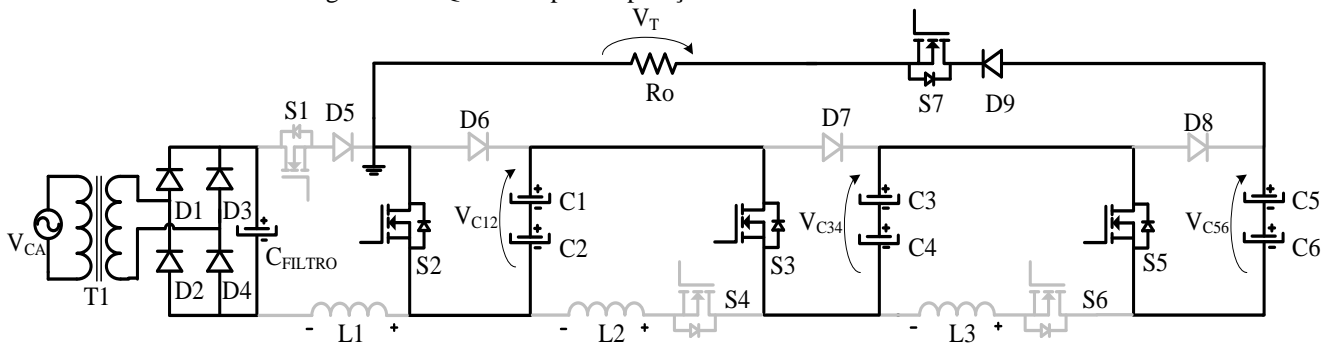 V_T
Ro
S7
D9
S1
D5
D6
D7
D8
D1
D3
D2
D4
V_CA
T1
+
-
C_FILTRO
S2
V_C12
+
C1
-
+
C2
-
S3
V_C34
+
C3
-
+
C4
-
S5
V_C56
+
C5
-
+
C6
-
S4
S6
- L1 +
- L2 +
- L3 +